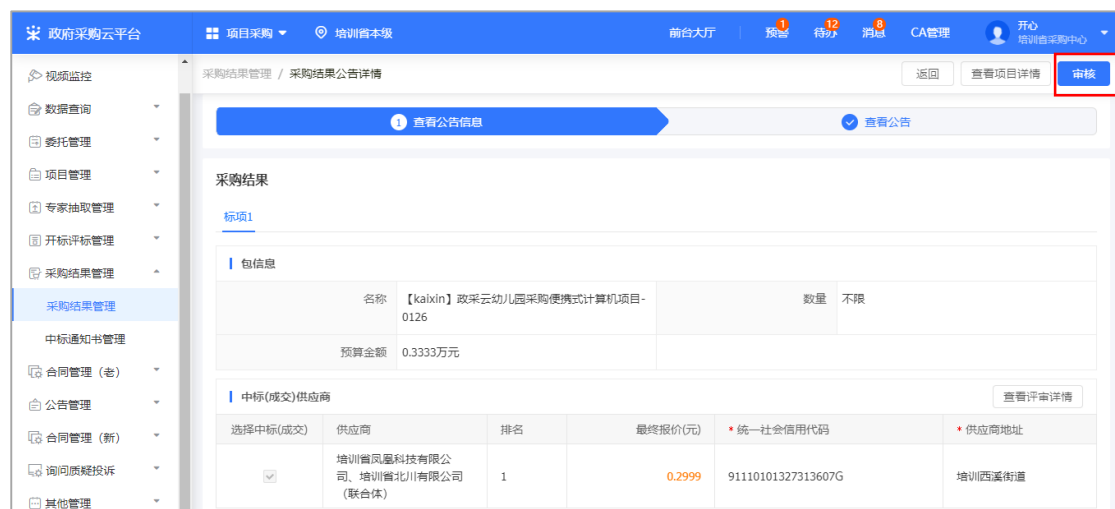 政府采购云平台
项目采购
培训省本级
前台大厅
预警
1
待办
12
消息
8
CA管理
开心
培训省采购中心
视频监控
数据查询
委托管理
项目管理
专家抽取管理
开标评标管理
采购结果管理
采购结果管理
中标通知书管理
合同管理（老）
公告管理
合同管理（新）
询问质疑投诉
其他管理
采购结果管理 / 采购结果公告详情
返回
查看项目详情
审核
1 查看公告信息
查看公告
采购结果
标项1
包信息
名称
【kaixin】政采云幼儿园采购便携式计算机项目-
0126
数量 不限
预算金额 0.3333万元
中标(成交)供应商
查看评审详情
选择中标(成交) 供应商 排名 最终报价(元) * 统一社会信用代码 * 供应商地址
培训省凤凰科技有限公
司、培训省北川有限公司
（联合体）
1 0.2999 91110101327313607G 培训西溪街道